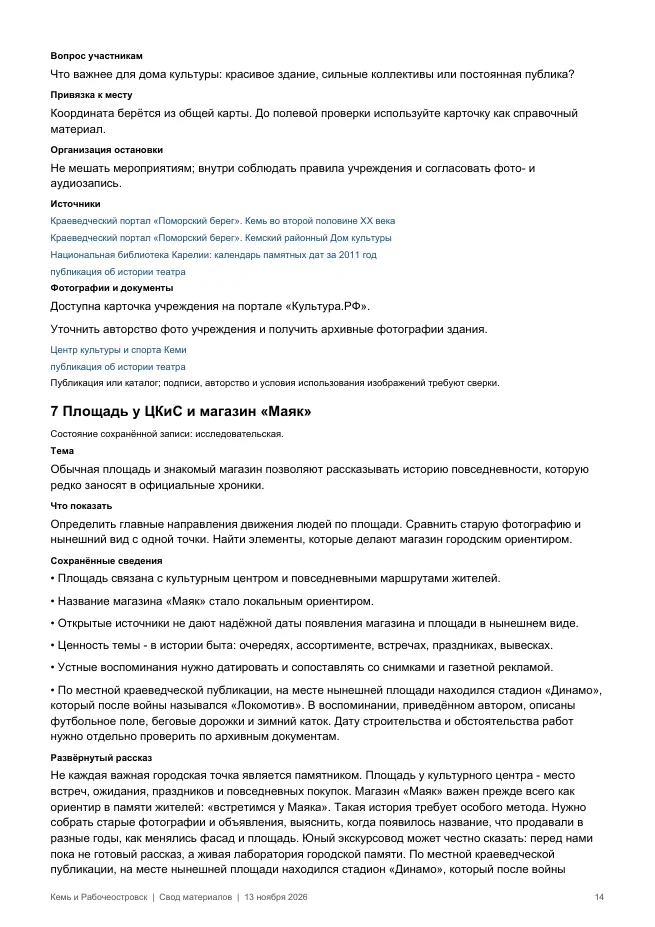 Вопрос участникам
Что важнее для дома культуры: красивое здание, сильные коллективы или постоянная публика?
Привязка к месту
Координата берётся из общей карты. До полевой проверки используйте карточку как справочный
материал.
Организация остановки
Не мешать мероприятиям; внутри соблюдать правила учреждения и согласовать фото- и
аудиозапись.
Источники
Краеведческий портал «Поморский берег». Кемь во второй половине XX века
Краеведческий портал «Поморский берег». Кемский районный Дом культуры
Национальная библиотека Карелии: календарь памятных дат за 2011 год
публикация об истории театра
Фотографии и документы
Доступна карточка учреждения на портале «Культура.РФ».
Уточнить авторство фото учреждения и получить архивные фотографии здания.
Центр культуры и спорта Кеми
публикация об истории театра
Публикация или каталог; подписи, авторство и условия использования изображений требуют сверки.
7 Площадь у ЦКиС и магазин «Маяк»
Состояние сохранённой записи: исследовательская.
Тема
Обычная площадь и знакомый магазин позволяют рассказывать историю повседневности, которую
редко заносят в официальные хроники.
Что показать
Определить главные направления движения людей по площади. Сравнить старую фотографию и
нынешний вид с одной точки. Найти элементы, которые делают магазин городским ориентиром.
Сохранённые сведения
• Площадь связана с культурным центром и повседневными маршрутами жителей.
• Название магазина «Маяк» стало локальным ориентиром.
• Открытые источники не дают надёжной даты появления магазина и площади в нынешнем виде.
• Ценность темы - в истории быта: очередях, ассортименте, встречах, праздниках, вывесках.
• Устные воспоминания нужно датировать и сопоставлять со снимками и газетной рекламой.
• По местной краеведческой публикации, на месте нынешней площади находился стадион «Динамо»,
который после войны назывался «Локомотив». В воспоминании, приведённом автором, описаны
футбольное поле, беговые дорожки и зимний каток. Дату строительства и обстоятельства работ
нужно отдельно проверить по архивным документам.
Развёрнутый рассказ
Не каждая важная городская точка является памятником. Площадь у культурного центра - место
встреч, ожидания, праздников и повседневных покупок. Магазин «Маяк» важен прежде всего как
ориентир в памяти жителей: «встретимся у Маяка». Такая история требует особого метода. Нужно
собрать старые фотографии и объявления, выяснить, когда появилось название, что продавали в
разные годы, как менялись фасад и площадь. Юный экскурсовод может честно сказать: перед нами
пока не готовый рассказ, а живая лаборатория городской памяти. По местной краеведческой
публикации, на месте нынешней площади находился стадион «Динамо», который после войны
Кемь и Рабочеостровск | Свод материалов | 13 ноября 2026
14